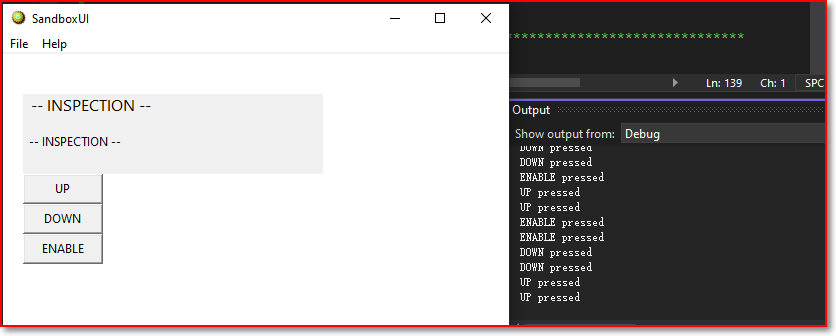 SandboxUI
File Help
-- INSPECTION --
-- INSPECTION --
UP
DOWN
ENABLE
******************************
Ln: 139 Ch: 1 SPC
Output
Show output from: Debug
DOWN pressed
DOWN pressed
ENABLE pressed
UP pressed
UP pressed
ENABLE pressed
ENABLE pressed
DOWN pressed
DOWN pressed
UP pressed
UP pressed